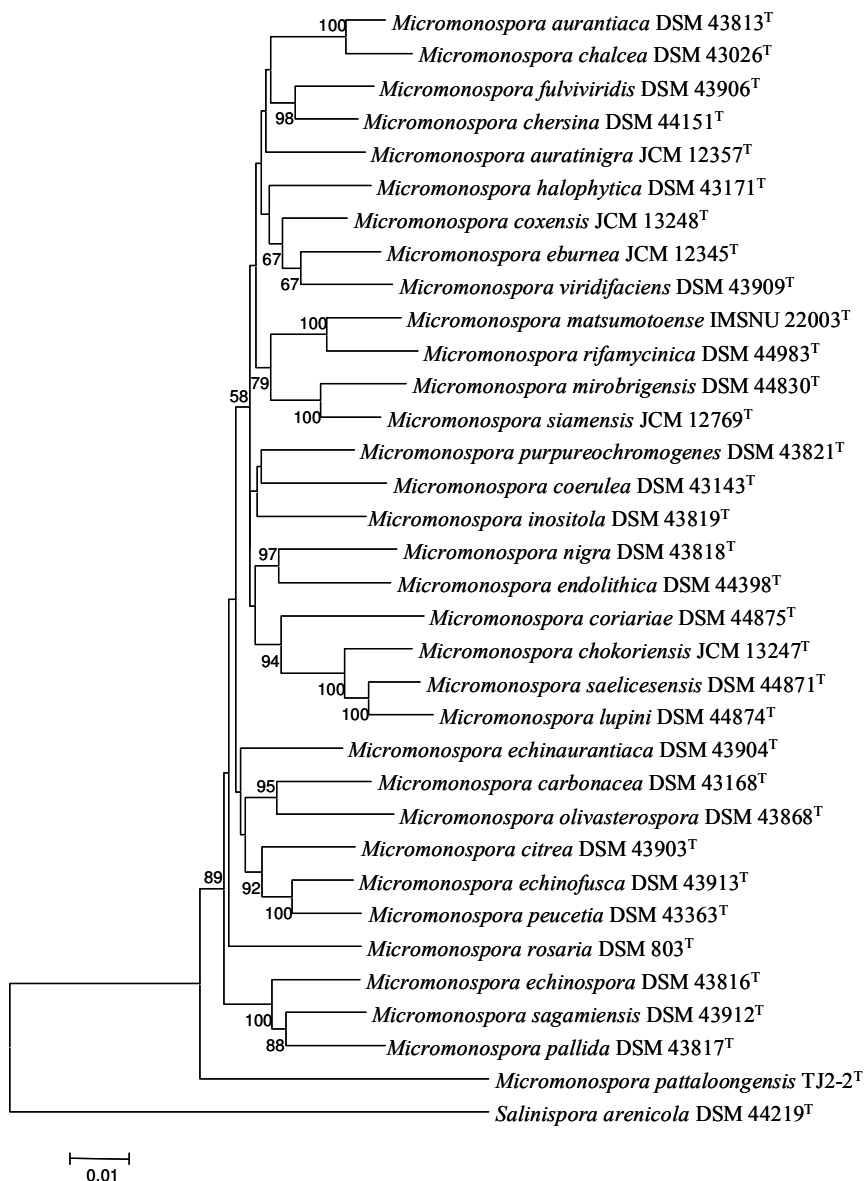 100 Micromonospora aurantiaca DSM 43813ᵀ
Micromonospora chalcea DSM 43026ᵀ
Micromonospora fulviviridis DSM 43906ᵀ
98 Micromonospora chersina DSM 44151ᵀ
Micromonospora auratinigra JCM 12357ᵀ
Micromonospora halophytica DSM 43171ᵀ
Micromonospora coxensis JCM 13248ᵀ
67 Micromonospora eburnea JCM 12345ᵀ
67 Micromonospora viridifaciens DSM 43909ᵀ
100 Micromonospora matsumotoense IMSNU 22003ᵀ
Micromonospora rifamycinica DSM 44983ᵀ
79 Micromonospora mirobrigensis DSM 44830ᵀ
58
100 Micromonospora siamensis JCM 12769ᵀ
Micromonospora purpureochromogenes DSM 43821ᵀ
Micromonospora coerulea DSM 43143ᵀ
Micromonospora inositola DSM 43819ᵀ
97 Micromonospora nigra DSM 43818ᵀ
Micromonospora endolithica DSM 44398ᵀ
Micromonospora coriariae DSM 44875ᵀ
94 Micromonospora chokoriensis JCM 13247ᵀ
100 Micromonospora saelicesensis DSM 44871ᵀ
100 Micromonospora lupini DSM 44874ᵀ
Micromonospora echinaurantiaca DSM 43904ᵀ
95 Micromonospora carbonacea DSM 43168ᵀ
Micromonospora olivasterospora DSM 43868ᵀ
Micromonospora citrea DSM 43903ᵀ
89 92 Micromonospora echinofusca DSM 43913ᵀ
100 Micromonospora peucetia DSM 43363ᵀ
Micromonospora rosaria DSM 803ᵀ
Micromonospora echinospora DSM 43816ᵀ
100 Micromonospora sagamiensis DSM 43912ᵀ
88 Micromonospora pallida DSM 43817ᵀ
Micromonospora pattaloongensis TJ2-2ᵀ
Salinispora arenicola DSM 44219ᵀ
0.01